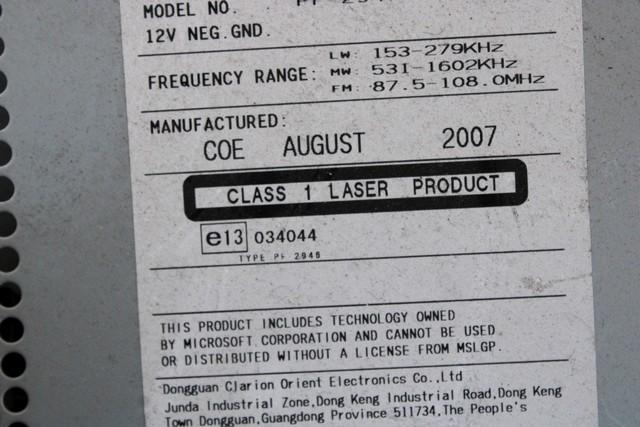 MODEL NO.
12V NEG.GND.
FREQUENCY RANGE: LW: 153-279KHz
MW: 531-1602KHz
FM: 87.5-108.0MHz
MANUFACTURED:
COE AUGUST 2007
CLASS 1 LASER PRODUCT
e13 034044
TYPE PF 2946
THIS PRODUCT INCLUDES TECHNOLOGY OWNED
BY MICROSOFT CORPORATION AND CANNOT BE USED
OR DISTRIBUTED WITHOUT A LICENSE FROM MSLGP.
Dongguan Clarion Orient Electronics Co.,Ltd
Junda Industrial Zone,Dong Keng Industrial Road,Dong Keng
Town Dongguan,Guangdong Province 511734,The People's